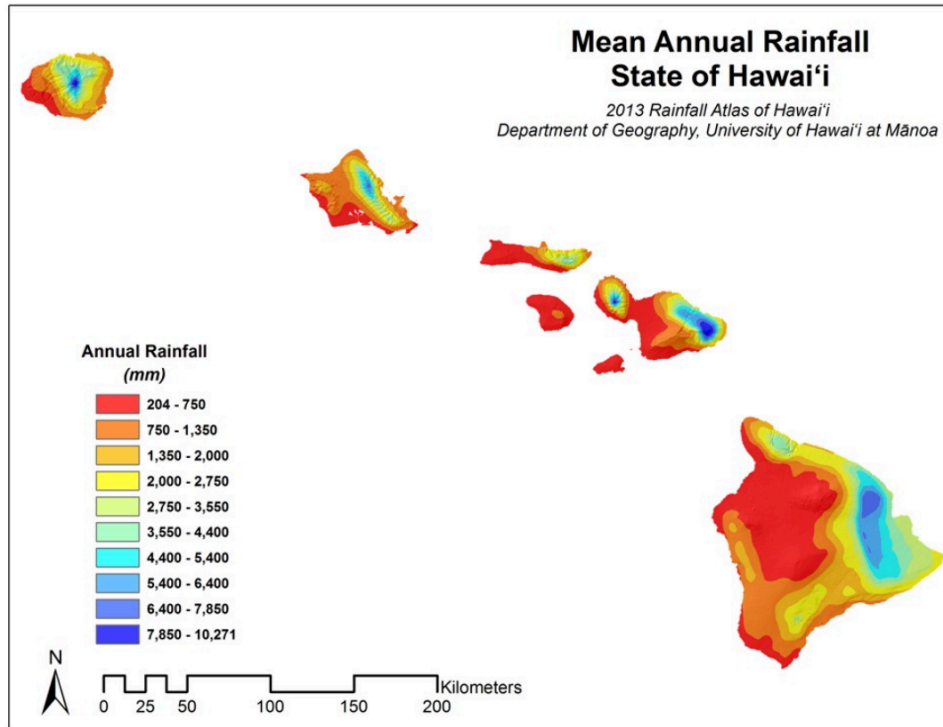 Mean Annual Rainfall
State of Hawai‘i
2013 Rainfall Atlas of Hawai‘i
Department of Geography, University of Hawai‘i at Mānoa
Annual Rainfall
(mm)
204 - 750
750 - 1,350
1,350 - 2,000
2,000 - 2,750
2,750 - 3,550
3,550 - 4,400
4,400 - 5,400
5,400 - 6,400
6,400 - 7,850
7,850 - 10,271
N
Kilometers
0 25 50 100 150 200